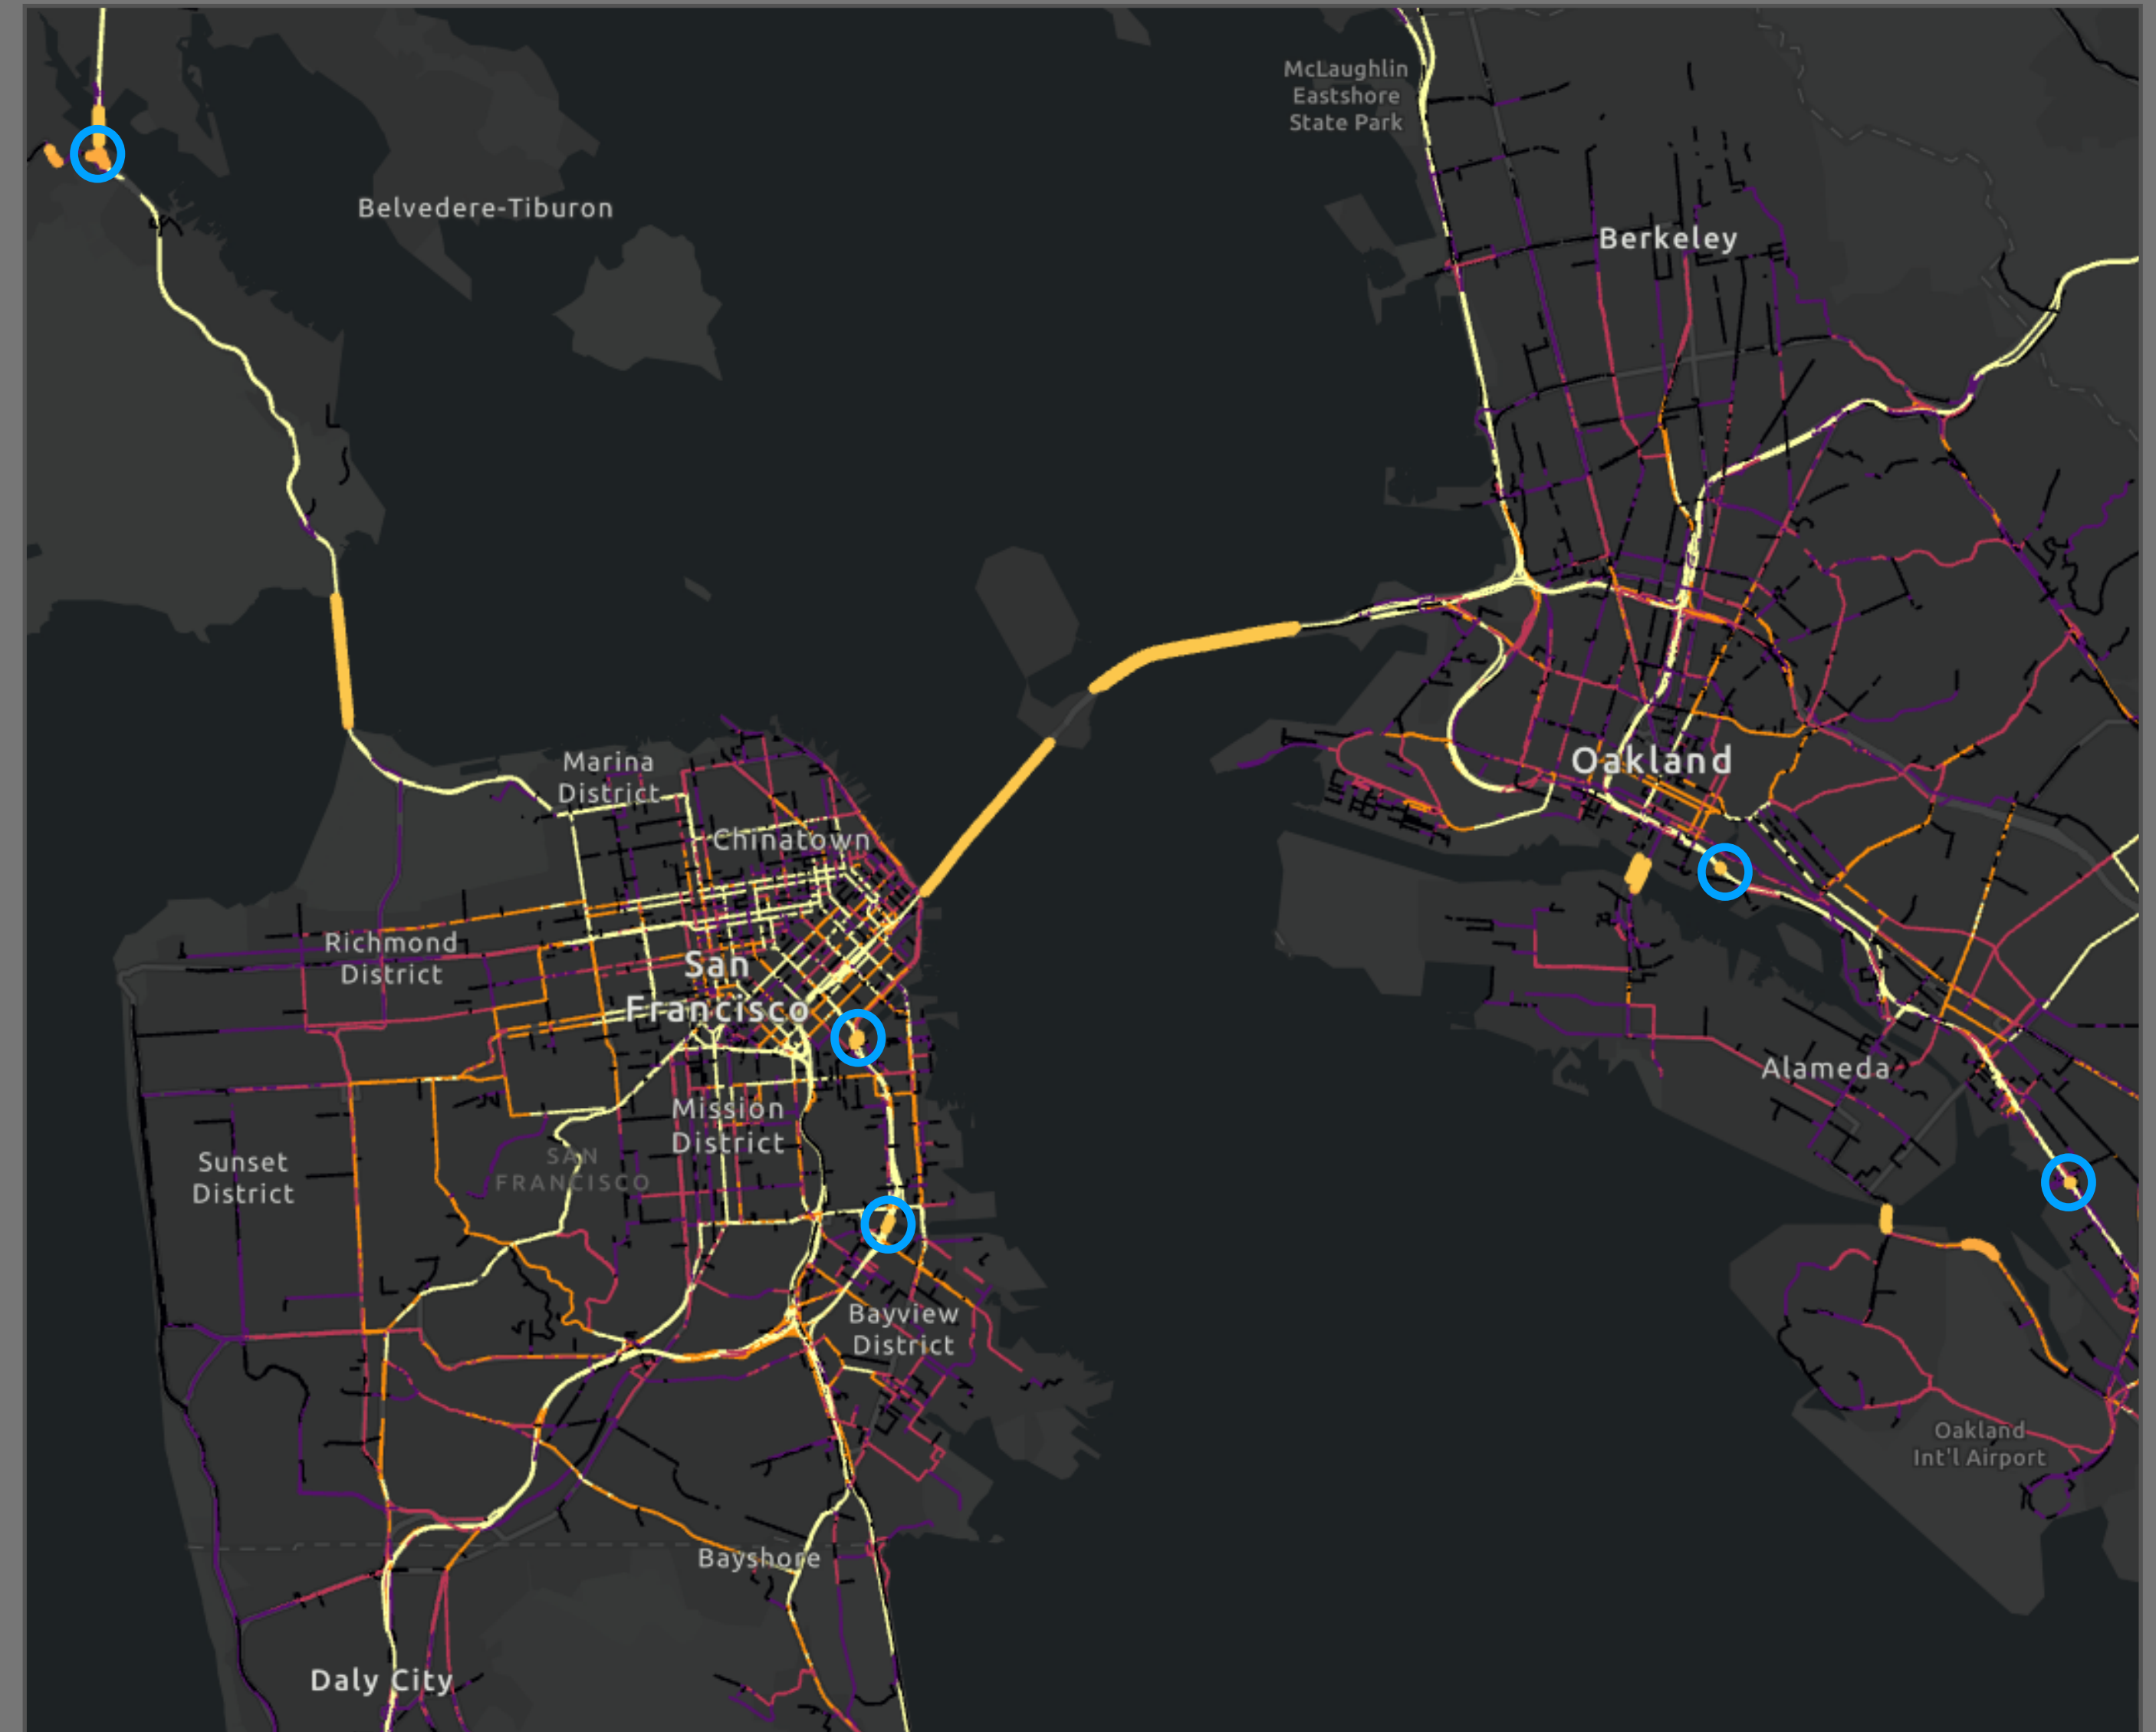 McLaughlin
Eastshore
State Park
Belvedere-Tiburon
Berkeley
Marina
District
Oakland
Chinatown
Richmond
District
San
Francisco
Alameda
Mission
District
Sunset
District
SAN
FRANCISCO
Bayview
District
Oakland
Int'l Airport
Bayshore
Daly City